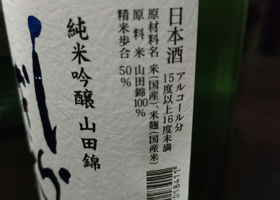 日本酒
アルコール分
15度以上16度未満
原材料名 米(国産)、米麹(国産米)
原料米 山田錦100%
精米歩合 50%
純米吟醸 山田錦